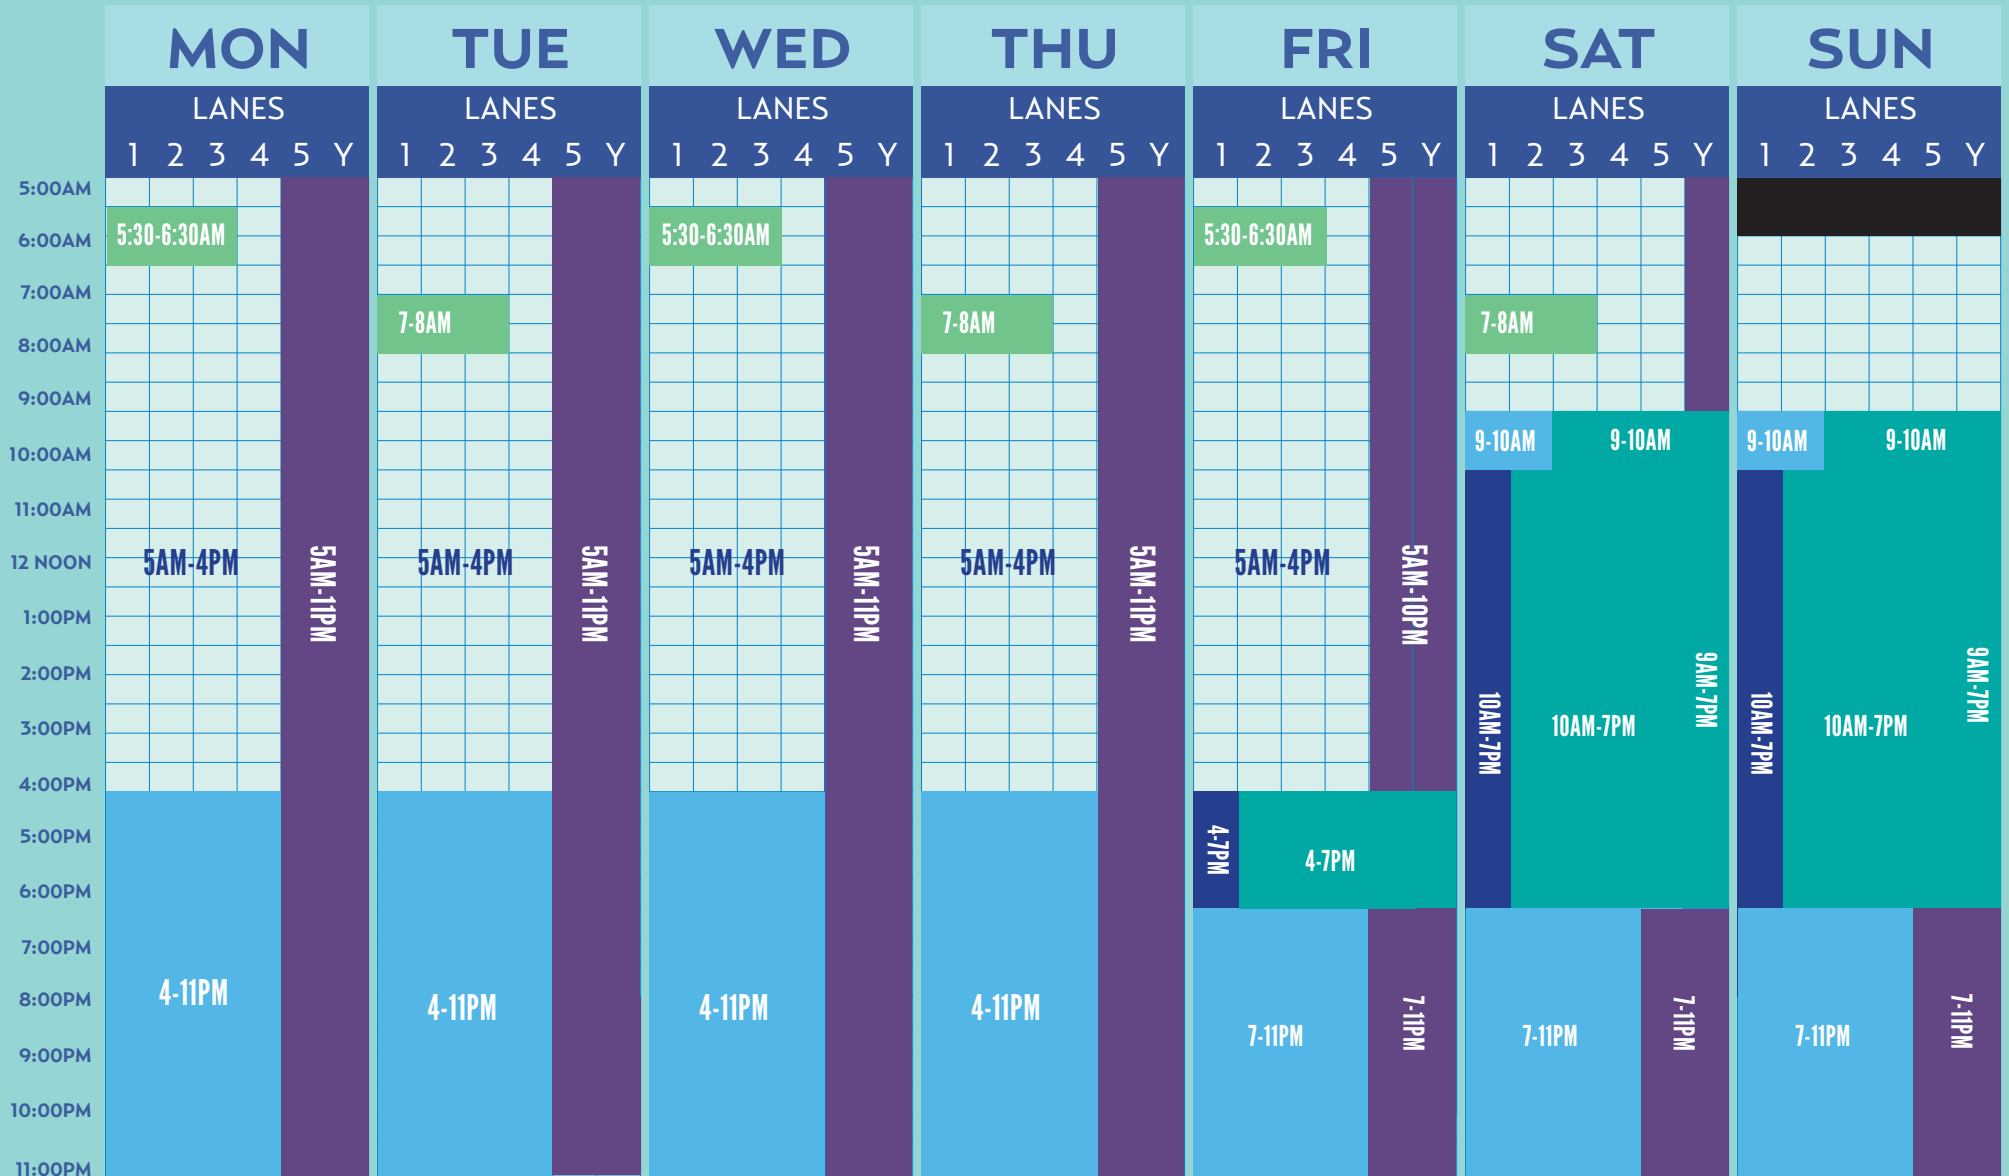 MON TUE WED THU FRI SAT SUN
LANES LANES LANES LANES LANES LANES LANES
1 2 3 4 5 Y 1 2 3 4 5 Y 1 2 3 4 5 Y 1 2 3 4 5 Y 1 2 3 4 5 Y 1 2 3 4 5 Y 1 2 3 4 5 Y
5:00AM
6:00AM 5:30-6:30AM 5:30-6:30AM 5:30-6:30AM
7:00AM
7-8AM 7-8AM 7-8AM
8:00AM
9:00AM
9-10AM 9-10AM 9-10AM 9-10AM
10:00AM
11:00AM
12 NOON 5AM-4PM 5AM-4PM 5AM-4PM 5AM-4PM 5AM-4PM
5AM-11PM 5AM-11PM 5AM-11PM 5AM-11PM 5AM-10PM
1:00PM
2:00PM
9AM-7PM 9AM-7PM
3:00PM 10AM-7PM 10AM-7PM 10AM-7PM 10AM-7PM
4:00PM
5:00PM
4-7PM 4-7PM
6:00PM
7:00PM
8:00PM 4-11PM 4-11PM 4-11PM 4-11PM
7-11PM 7-11PM 7-11PM
7-11PM 7-11PM 7-11PM
9:00PM
10:00PM
11:00PM